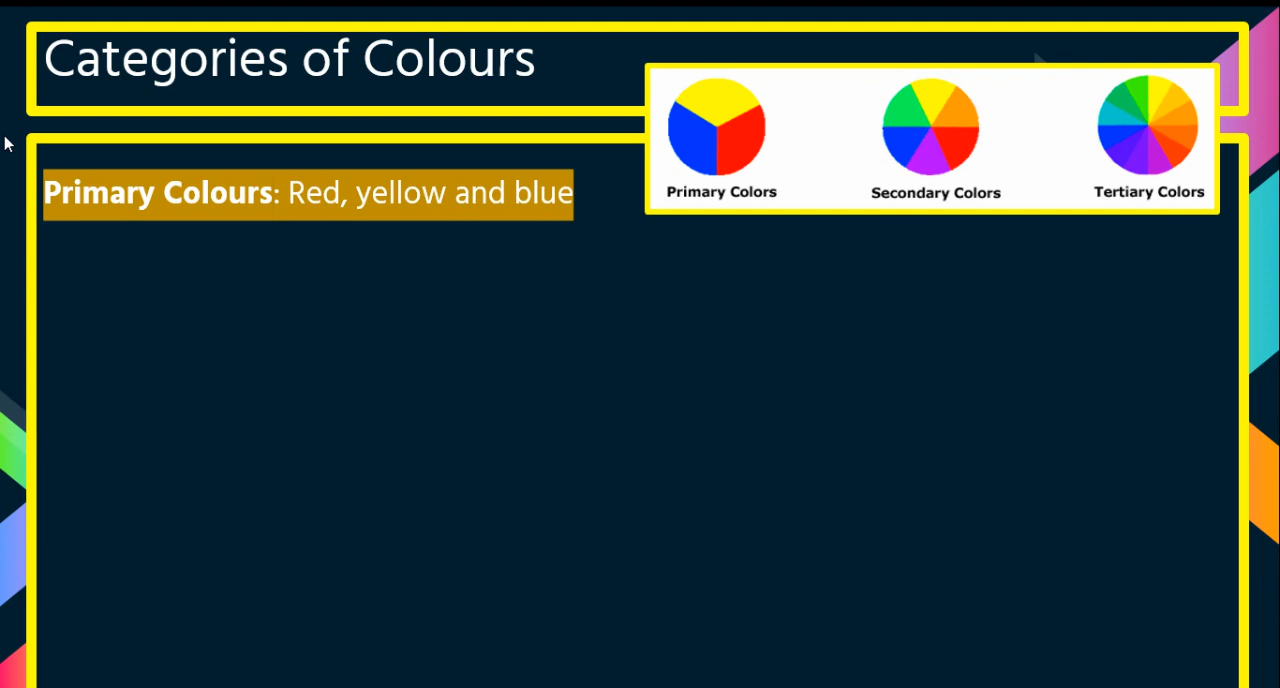 Categories of Colours
Primary Colors
Secondary Colors
Tertiary Colors
Primary Colours: Red, yellow and blue